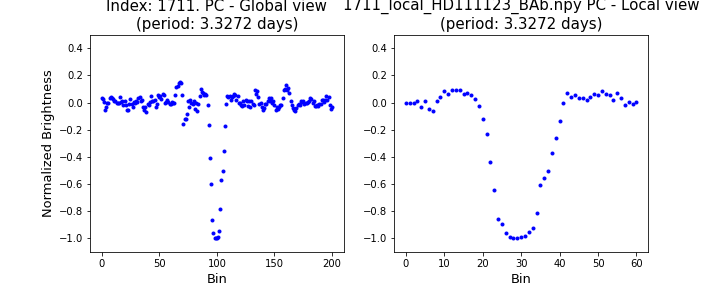 Index: 1711. PC - Global view
(period: 3.3272 days)
1711_local_HD111123_BAb.npy PC - Local view
(period: 3.3272 days)
Normalized Brightness
0.4
0.2
0.0
−0.2
−0.4
−0.6
−0.8
−1.0
0 50 100 150 200
Bin
0.4
0.2
0.0
−0.2
−0.4
−0.6
−0.8
−1.0
0 10 20 30 40 50 60
Bin